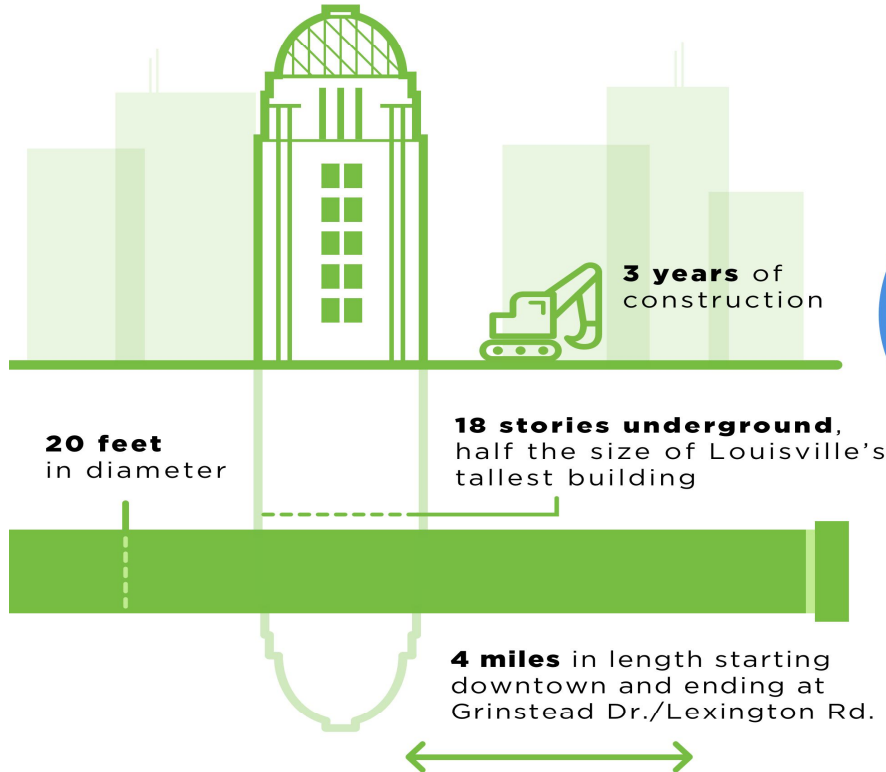 3 years of
construction
20 feet
in diameter
18 stories underground,
half the size of Louisville's
tallest building
4 miles in length starting
downtown and ending at
Grinstead Dr./Lexington Rd.